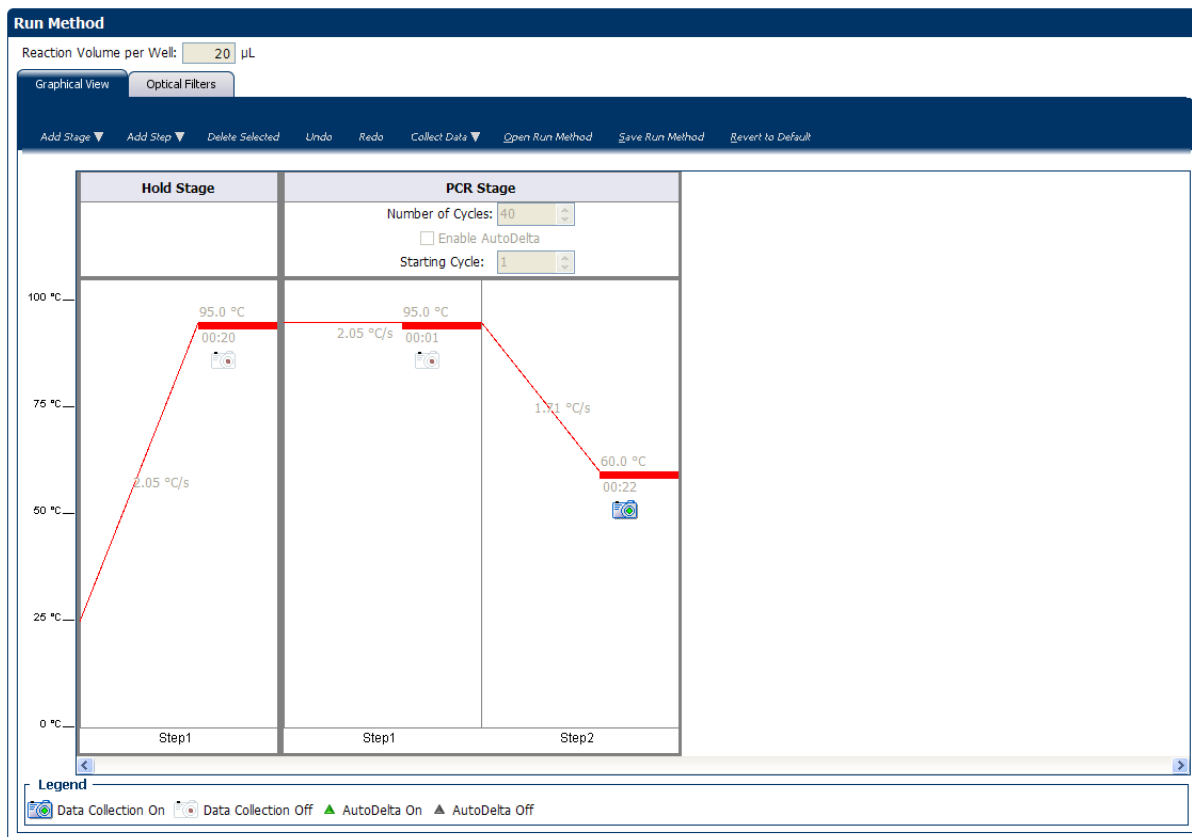 Run Method
Reaction Volume per Well: 20 µL
Graphical View Optical Filters
Add Stage ▼ Add Step ▼ Delete Selected Undo Redo Collect Data ▼ Open Run Method Save Run Method Revert to Default
Hold Stage PCR Stage
Number of Cycles: 40
Enable AutoDelta
Starting Cycle: 1
100 °C
95.0 °C 95.0 °C
2.05 °C/s
00:20 00:01
75 °C
1.71 °C/s
60.0 °C
2.05 °C/s
00:22
50 °C
25 °C
0 °C
Step1 Step1 Step2
Legend
Data Collection On Data Collection Off ▲ AutoDelta On ▲ AutoDelta Off